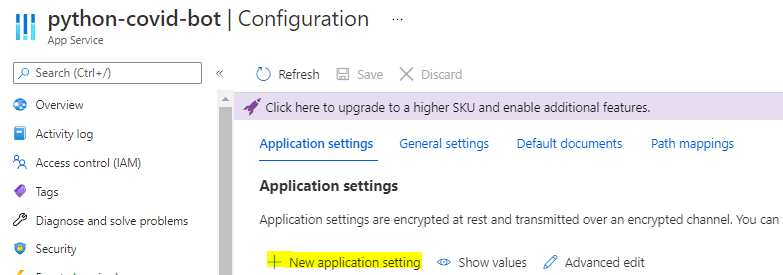 python-covid-bot | Configuration ...
App Service
Search (Ctrl+/)
«
Refresh Save Discard
Overview
Click here to upgrade to a higher SKU and enable additional features.
Activity log
Application settings General settings Default documents Path mappings
Access control (IAM)
Tags
Application settings
Diagnose and solve problems
Application settings are encrypted at rest and transmitted over an encrypted channel. You can
Security
New application setting Show values Advanced edit